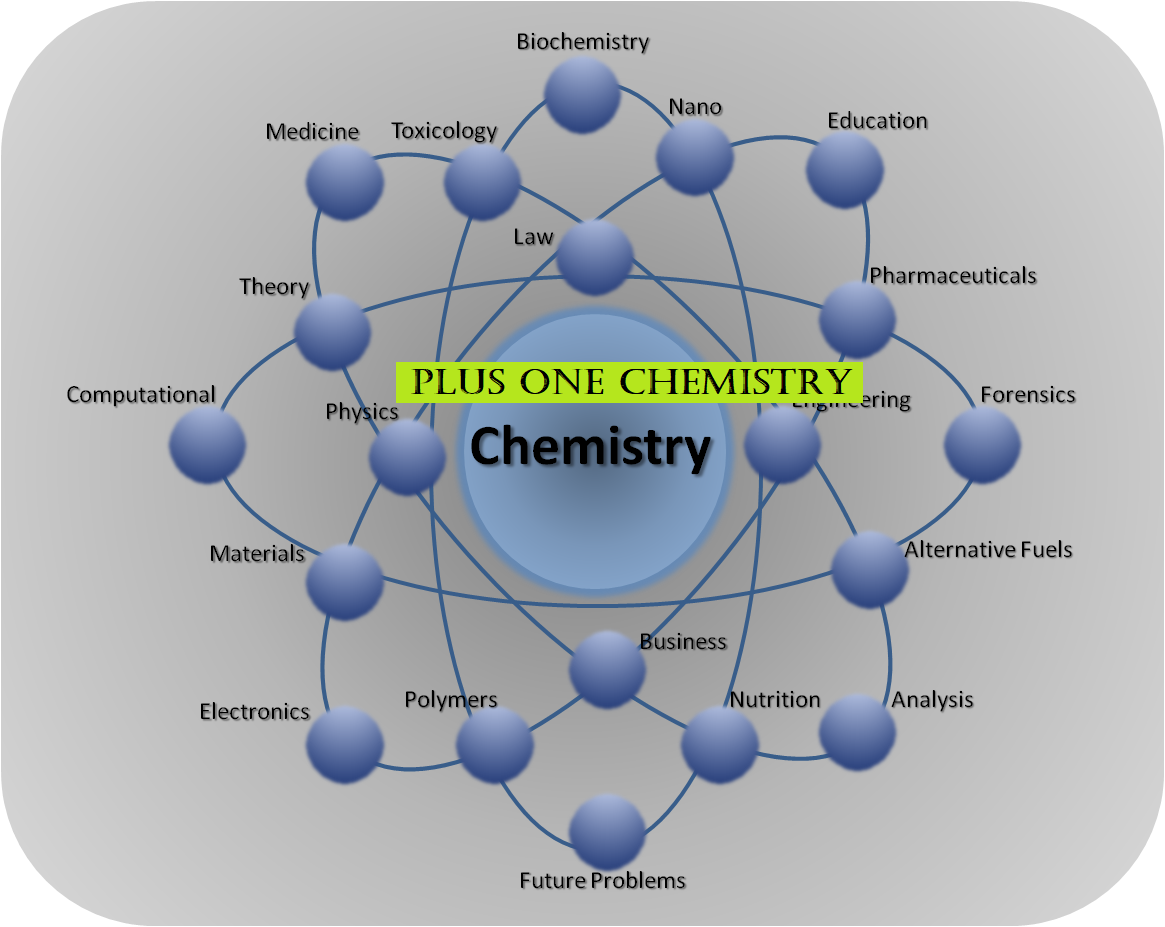 Biochemistry
Nano
Education
Medicine
Toxicology
Law
Pharmaceuticals
Theory
PLUS ONE CHEMISTRY
Computational
Physics
Engineering
Forensics
Chemistry
Materials
Alternative Fuels
Business
Electronics
Polymers
Nutrition
Analysis
Future Problems